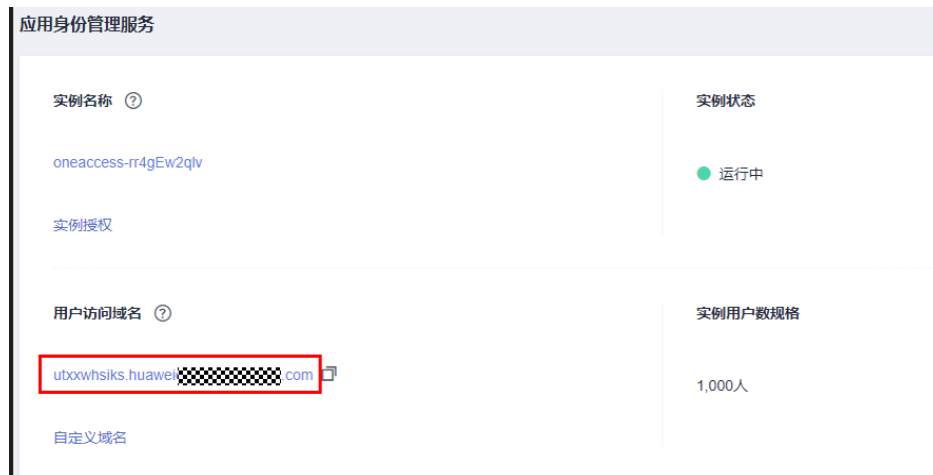 应用身份管理服务
实例名称 ?
实例状态
oneaccess-rr4gEw2qlv
运行中
实例授权
用户访问域名 ?
实例用户数规格
utxxwhsiks.huawei .com
1,000人
自定义域名